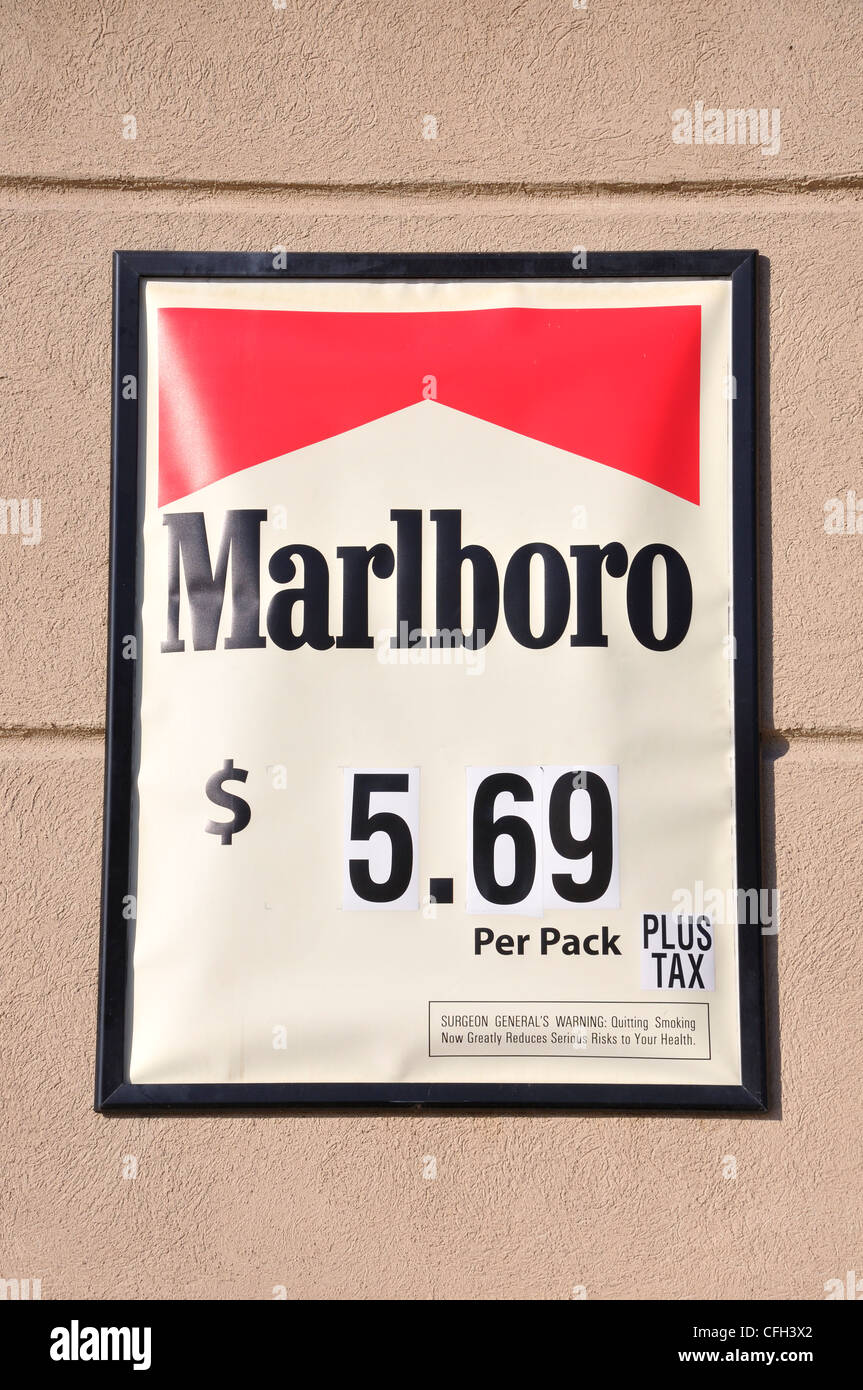 alamy
Marlboro
$ 5.69
Per Pack
PLUS
TAX
SURGEON GENERAL'S WARNING: Quitting Smoking
Now Greatly Reduces Serious Risks to Your Health.
alamy
Image ID: CFH3X2
www.alamy.com